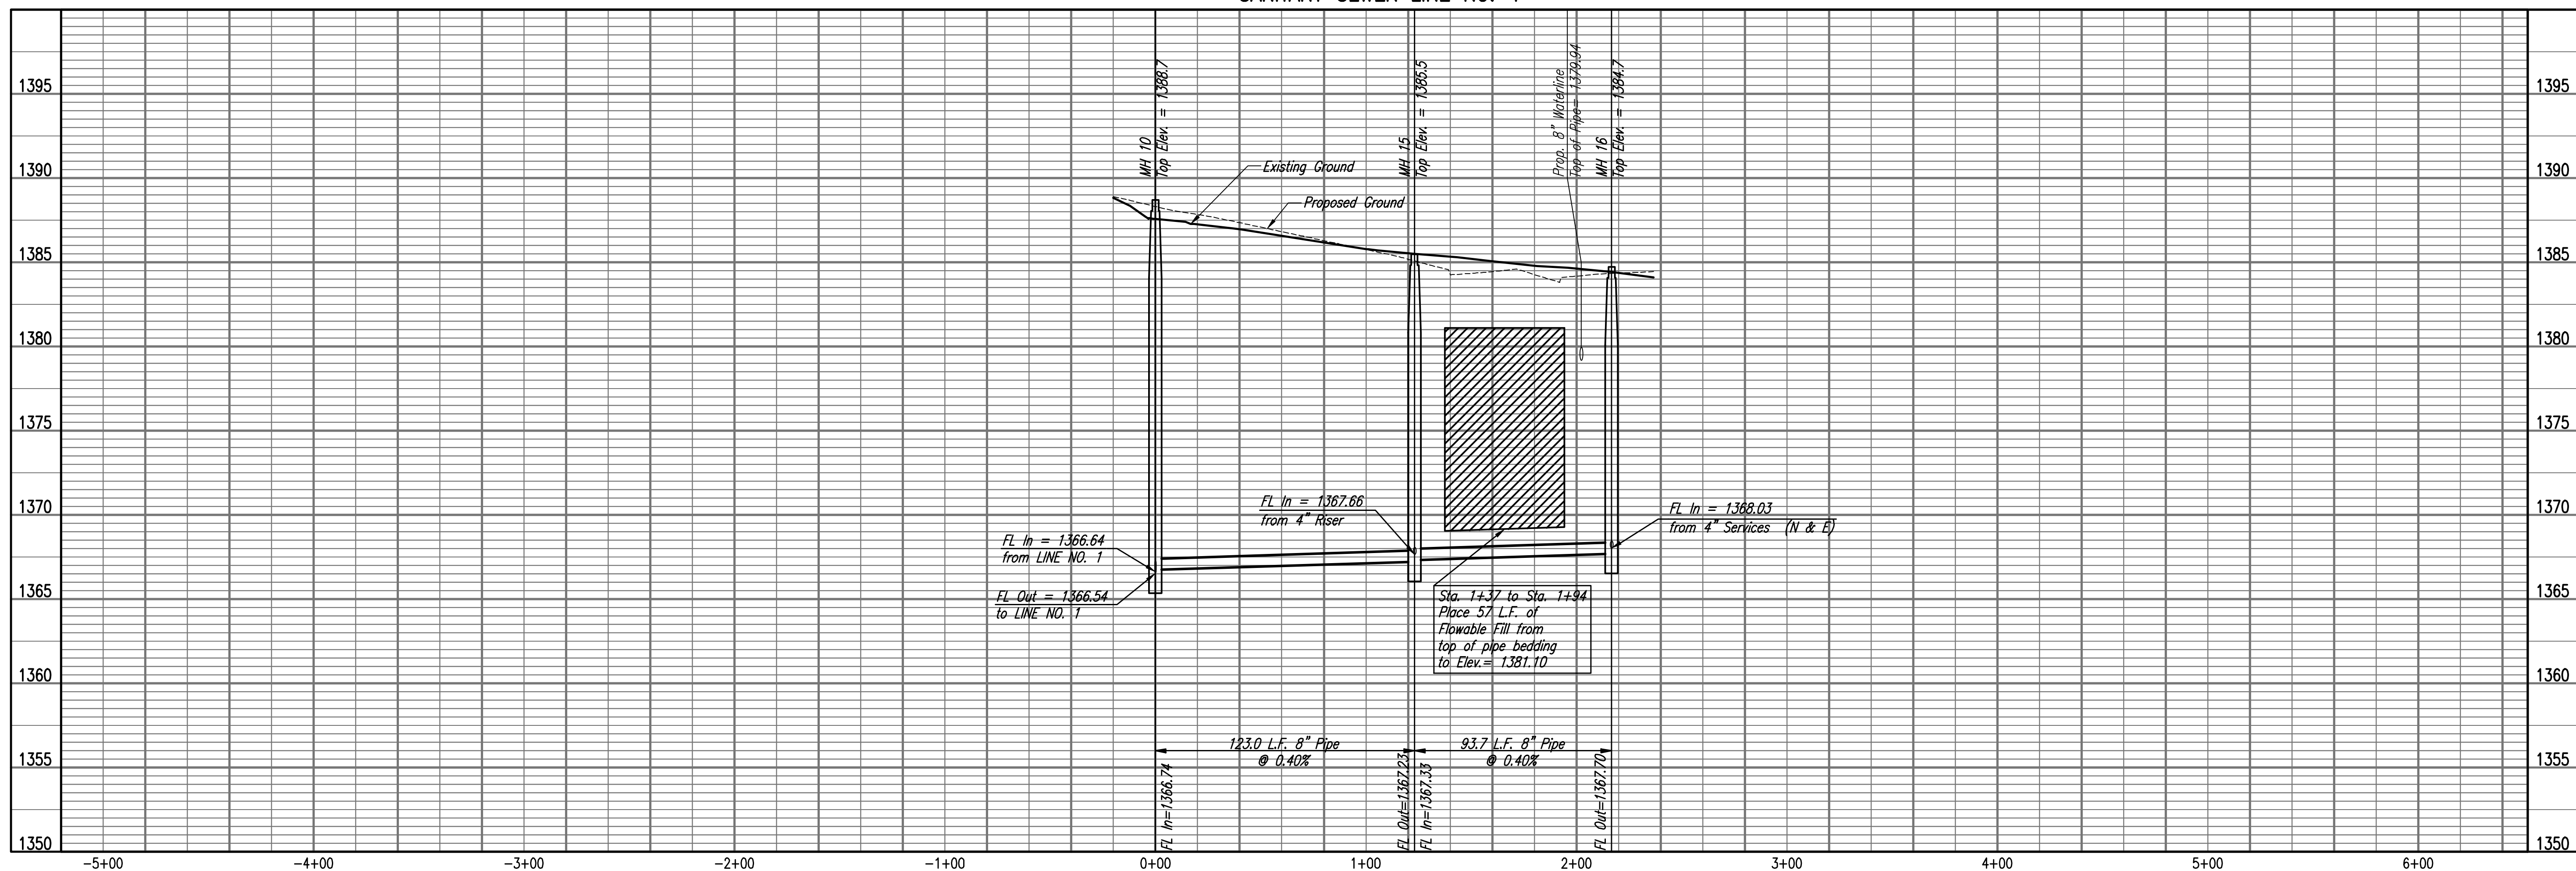 1395
1390
1385
1380
1375
1370
1365
1360
1355
1350
MH 10
Top Elev. = 1388.7
MH 15
Top Elev. = 1385.5
Prop. 8" Waterline
Top of Pipe= 1379.94
MH 16
Top Elev. = 1384.7
Existing Ground
Proposed Ground
FL In = 1367.66
from 4" Riser
FL In = 1368.03
from 4" Services (N & E)
FL In = 1366.64
from LINE NO. 1
FL Out = 1366.54
to LINE NO. 1
Sta. 1+37 to Sta. 1+94
Place 57 L.F. of
Flowable Fill from
top of pipe bedding
to Elev.= 1381.10
123.0 L.F. 8" Pipe
@ 0.40%
93.7 L.F. 8" Pipe
@ 0.40%
FL In=1366.74
FL Out=1367.23
FL In=1367.33
FL Out=1367.70
1395
1390
1385
1380
1375
1370
1365
1360
1355
1350
-5+00
-4+00
-3+00
-2+00
-1+00
0+00
1+00
2+00
3+00
4+00
5+00
6+00